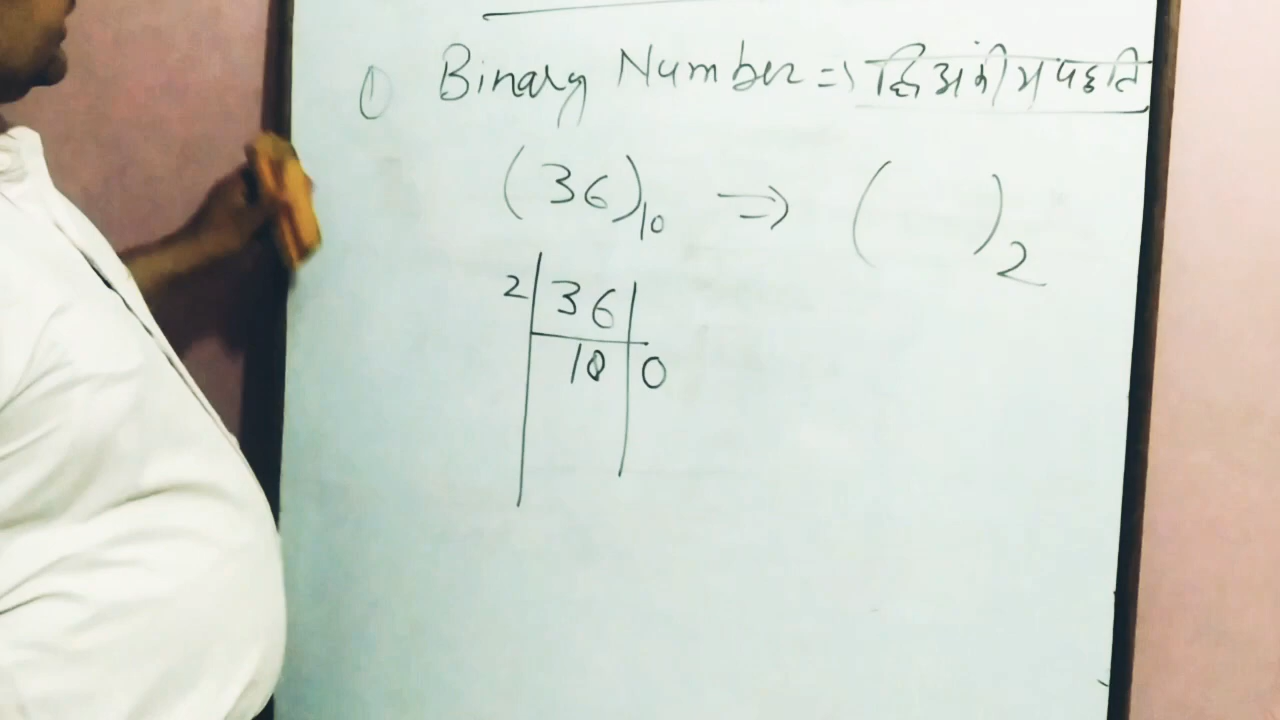 ① Binary Number ⇒ द्विअंकीय पद्धति
(36)₁₀ ⇒ ( )₂
2 | 36 |
18 | 0